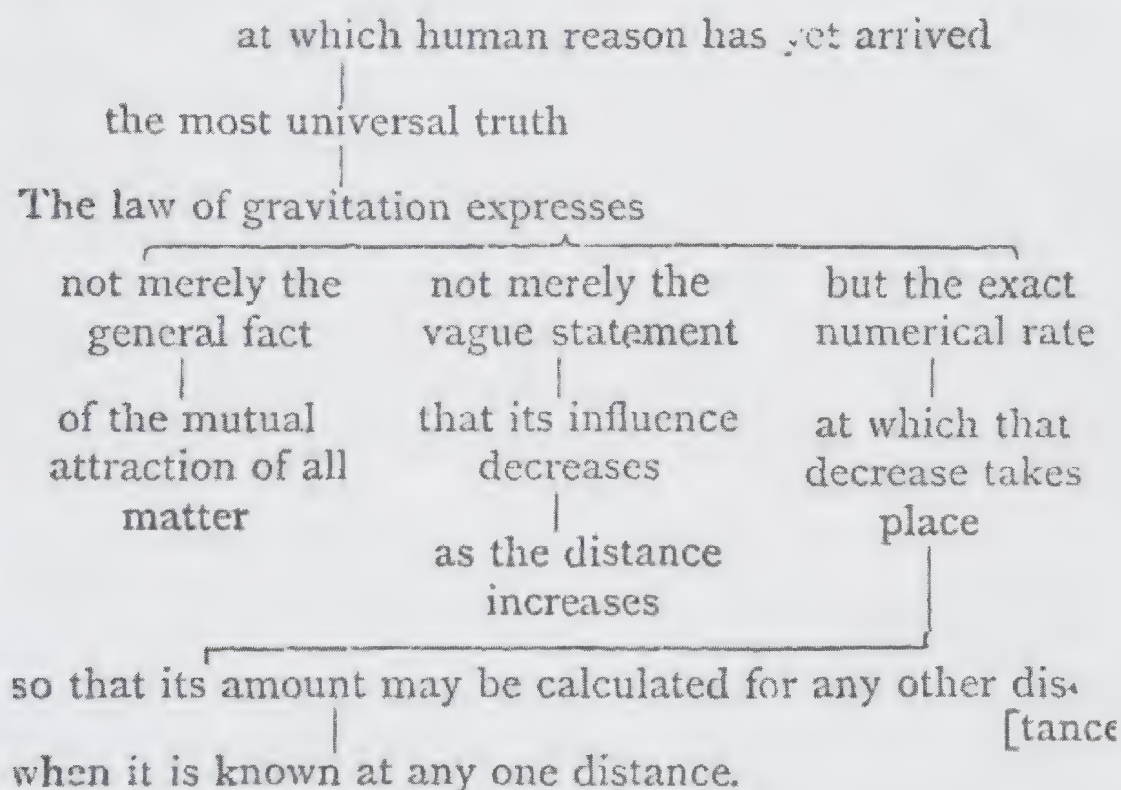 at which human reason has yet arrived
the most universal truth
The law of gravitation expresses
not merely the
general fact
of the mutual
attraction of all
matter
not merely the
vague statement
that its influence
decreases
as the distance
increases
but the exact
numerical rate
at which that
decrease takes
place
so that its amount may be calculated for any other dis-
[tance
when it is known at any one distance.